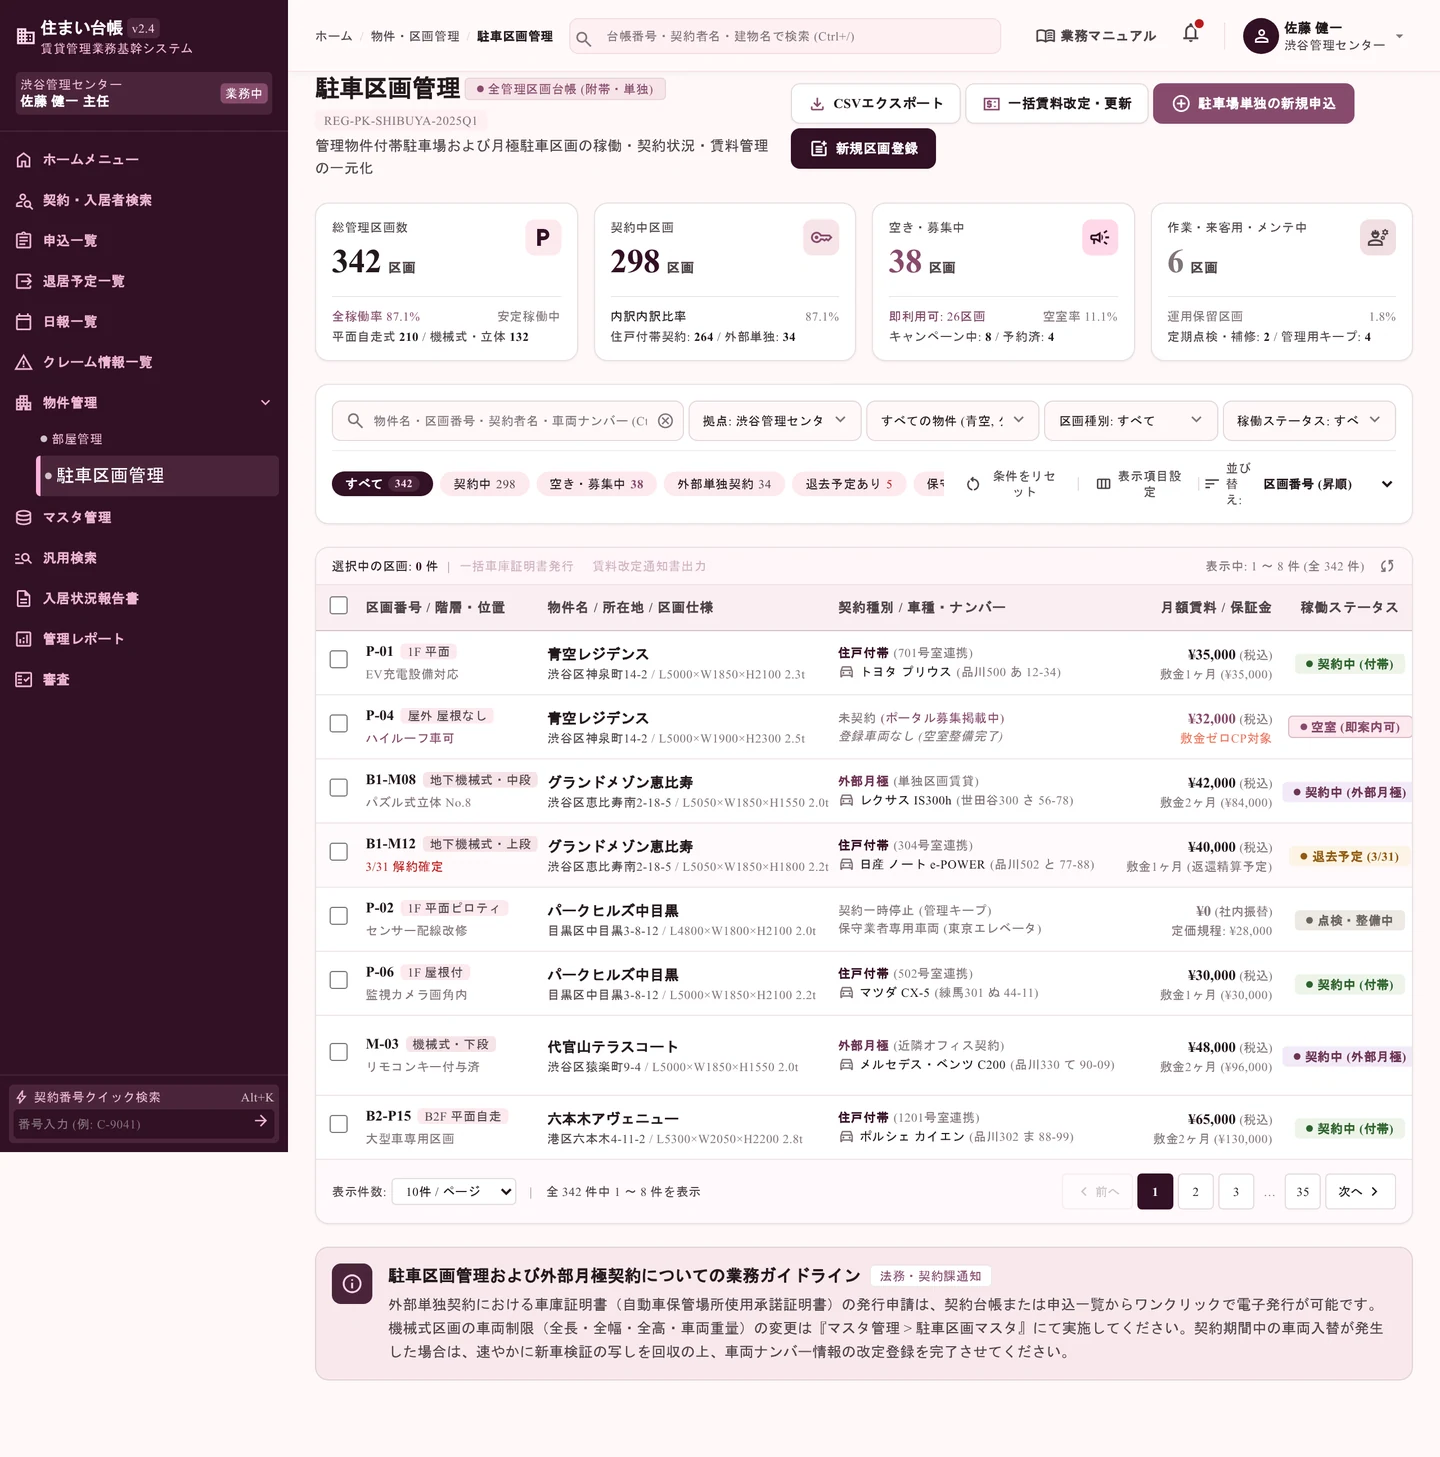 住まい台帳 v2.4
賃貸管理業務基幹システム
渋谷管理センター
佐藤 健一 主任
業務中
ホームメニュー
契約・入居者検索
申込一覧
退居予定一覧
日報一覧
クレーム情報一覧
物件管理
部屋管理
駐車区画管理
マスタ管理
汎用検索
入居状況報告書
管理レポート
審査
契約番号クイック検索 Alt+K
番号入力 (例: C-9041)
ホーム / 物件・区画管理 / 駐車区画管理
台帳番号・契約者名・建物名で検索 (Ctrl+/)
業務マニュアル
佐藤 健一
渋谷管理センター
駐車区画管理
全管理区画台帳 (附帯・単独)
REG-PK-SHIBUYA-2025Q1
管理物件付帯駐車場および月極駐車区画の稼働・契約状況・賃料管理
の一元化
CSVエクスポート
一括賃料改定・更新
駐車場単独の新規申込
新規区画登録
総管理区画数
P
342 区画
全稼働率 87.1% 安定稼働中
平面自走式 210 / 機械式・立体 132
契約中区画
298 区画
内訳内訳比率 87.1%
住戸付帯契約: 264 / 外部単独: 34
空き・募集中
38 区画
即利用可: 26区画 空室率 11.1%
キャンペーン中: 8 / 予約済: 4
作業・来客用・メンテ中
6 区画
運用保留区画 1.8%
定期点検・補修: 2 / 管理用キープ: 4
物件名・区画番号・契約者名・車両ナンバー (Ct
拠点: 渋谷管理センタ
すべての物件 (青空,
区画種別: すべて
稼働ステータス: すべ
すべて 342
契約中 298
空き・募集中 38
外部単独契約 34
退去予定あり 5
保守
条件をリセ
ット
表示項目設
定
並び
替
え:
区画番号 (昇順)
選択中の区画: 0 件 | 一括車庫証明書発行 賃料改定通知書出力
表示中: 1 〜 8 件 (全 342 件)
区画番号 / 階層・位置 物件名 / 所在地 / 区画仕様 契約種別 / 車種・ナンバー 月額賃料 / 保証金 稼働ステータス
P-01 1F 平面
EV充電設備対応
青空レジデンス
渋谷区神泉町14-2 / L5000×W1850×H2100 2.3t
住戸付帯 (701号室連携)
トヨタ プリウス (品川500 あ 12-34)
¥35,000 (税込)
敷金1ヶ月 (¥35,000)
契約中 (付帯)
P-04 屋外 屋根なし
ハイルーフ車可
青空レジデンス
渋谷区神泉町14-2 / L5000×W1900×H2300 2.5t
未契約 (ポータル募集掲載中)
登録車両なし (空室整備完了)
¥32,000 (税込)
敷金ゼロCP対象
空室 (即案内可)
B1-M08 地下機械式・中段
パズル式立体 No.8
グランドメゾン恵比寿
渋谷区恵比寿南2-18-5 / L5050×W1850×H1550 2.0t
外部月極 (単独区画賃貸)
レクサス IS300h (世田谷300 さ 56-78)
¥42,000 (税込)
敷金2ヶ月 (¥84,000)
契約中 (外部月極)
B1-M12 地下機械式・上段
3/31 解約確定
グランドメゾン恵比寿
渋谷区恵比寿南2-18-5 / L5050×W1850×H1800 2.2t
住戸付帯 (304号室連携)
日産 ノート e-POWER (品川502 と 77-88)
¥40,000 (税込)
敷金1ヶ月 (返還精算予定)
退去予定 (3/31)
P-02 1F 平面ピロティ
センサー配線改修
パークヒルズ中目黒
目黒区中目黒3-8-12 / L4800×W1800×H2100 2.0t
契約一時停止 (管理キープ)
保守業者専用車両 (東京エレベータ)
¥0 (社内振替)
定価規程: ¥28,000
点検・整備中
P-06 1F 屋根付
監視カメラ画角内
パークヒルズ中目黒
目黒区中目黒3-8-12 / L5000×W1850×H2100 2.2t
住戸付帯 (502号室連携)
マツダ CX-5 (練馬301 ぬ 44-11)
¥30,000 (税込)
敷金1ヶ月 (¥30,000)
契約中 (付帯)
M-03 機械式・下段
リモコンキー付与済
代官山テラスコート
渋谷区猿楽町9-4 / L5000×W1850×H1550 2.0t
外部月極 (近隣オフィス契約)
メルセデス・ベンツ C200 (品川330 て 90-09)
¥48,000 (税込)
敷金2ヶ月 (¥96,000)
契約中 (外部月極)
B2-P15 B2F 平面自走
大型車専用区画
六本木アヴェニュー
港区六本木4-11-2 / L5300×W2050×H2200 2.8t
住戸付帯 (1201号室連携)
ポルシェ カイエン (品川302 ま 88-99)
¥65,000 (税込)
敷金2ヶ月 (¥130,000)
契約中 (付帯)
表示件数: 10件 / ページ | 全 342 件中 1 〜 8 件を表示
前へ 1 2 3 … 35 次へ
駐車区画管理および外部月極契約についての業務ガイドライン 法務・契約課通知
外部単独契約における車庫証明書（自動車保管場所使用承諾証明書）の発行申請は、契約台帳または申込一覧からワンクリックで電子発行が可能です。
機械式区画の車両制限（全長・全幅・全高・車両重量）の変更は『マスタ管理 > 駐車区画マスタ』にて実施してください。契約期間中の車両入替が発生
した場合は、速やかに新車検証の写しを回収の上、車両ナンバー情報の改定登録を完了させてください。